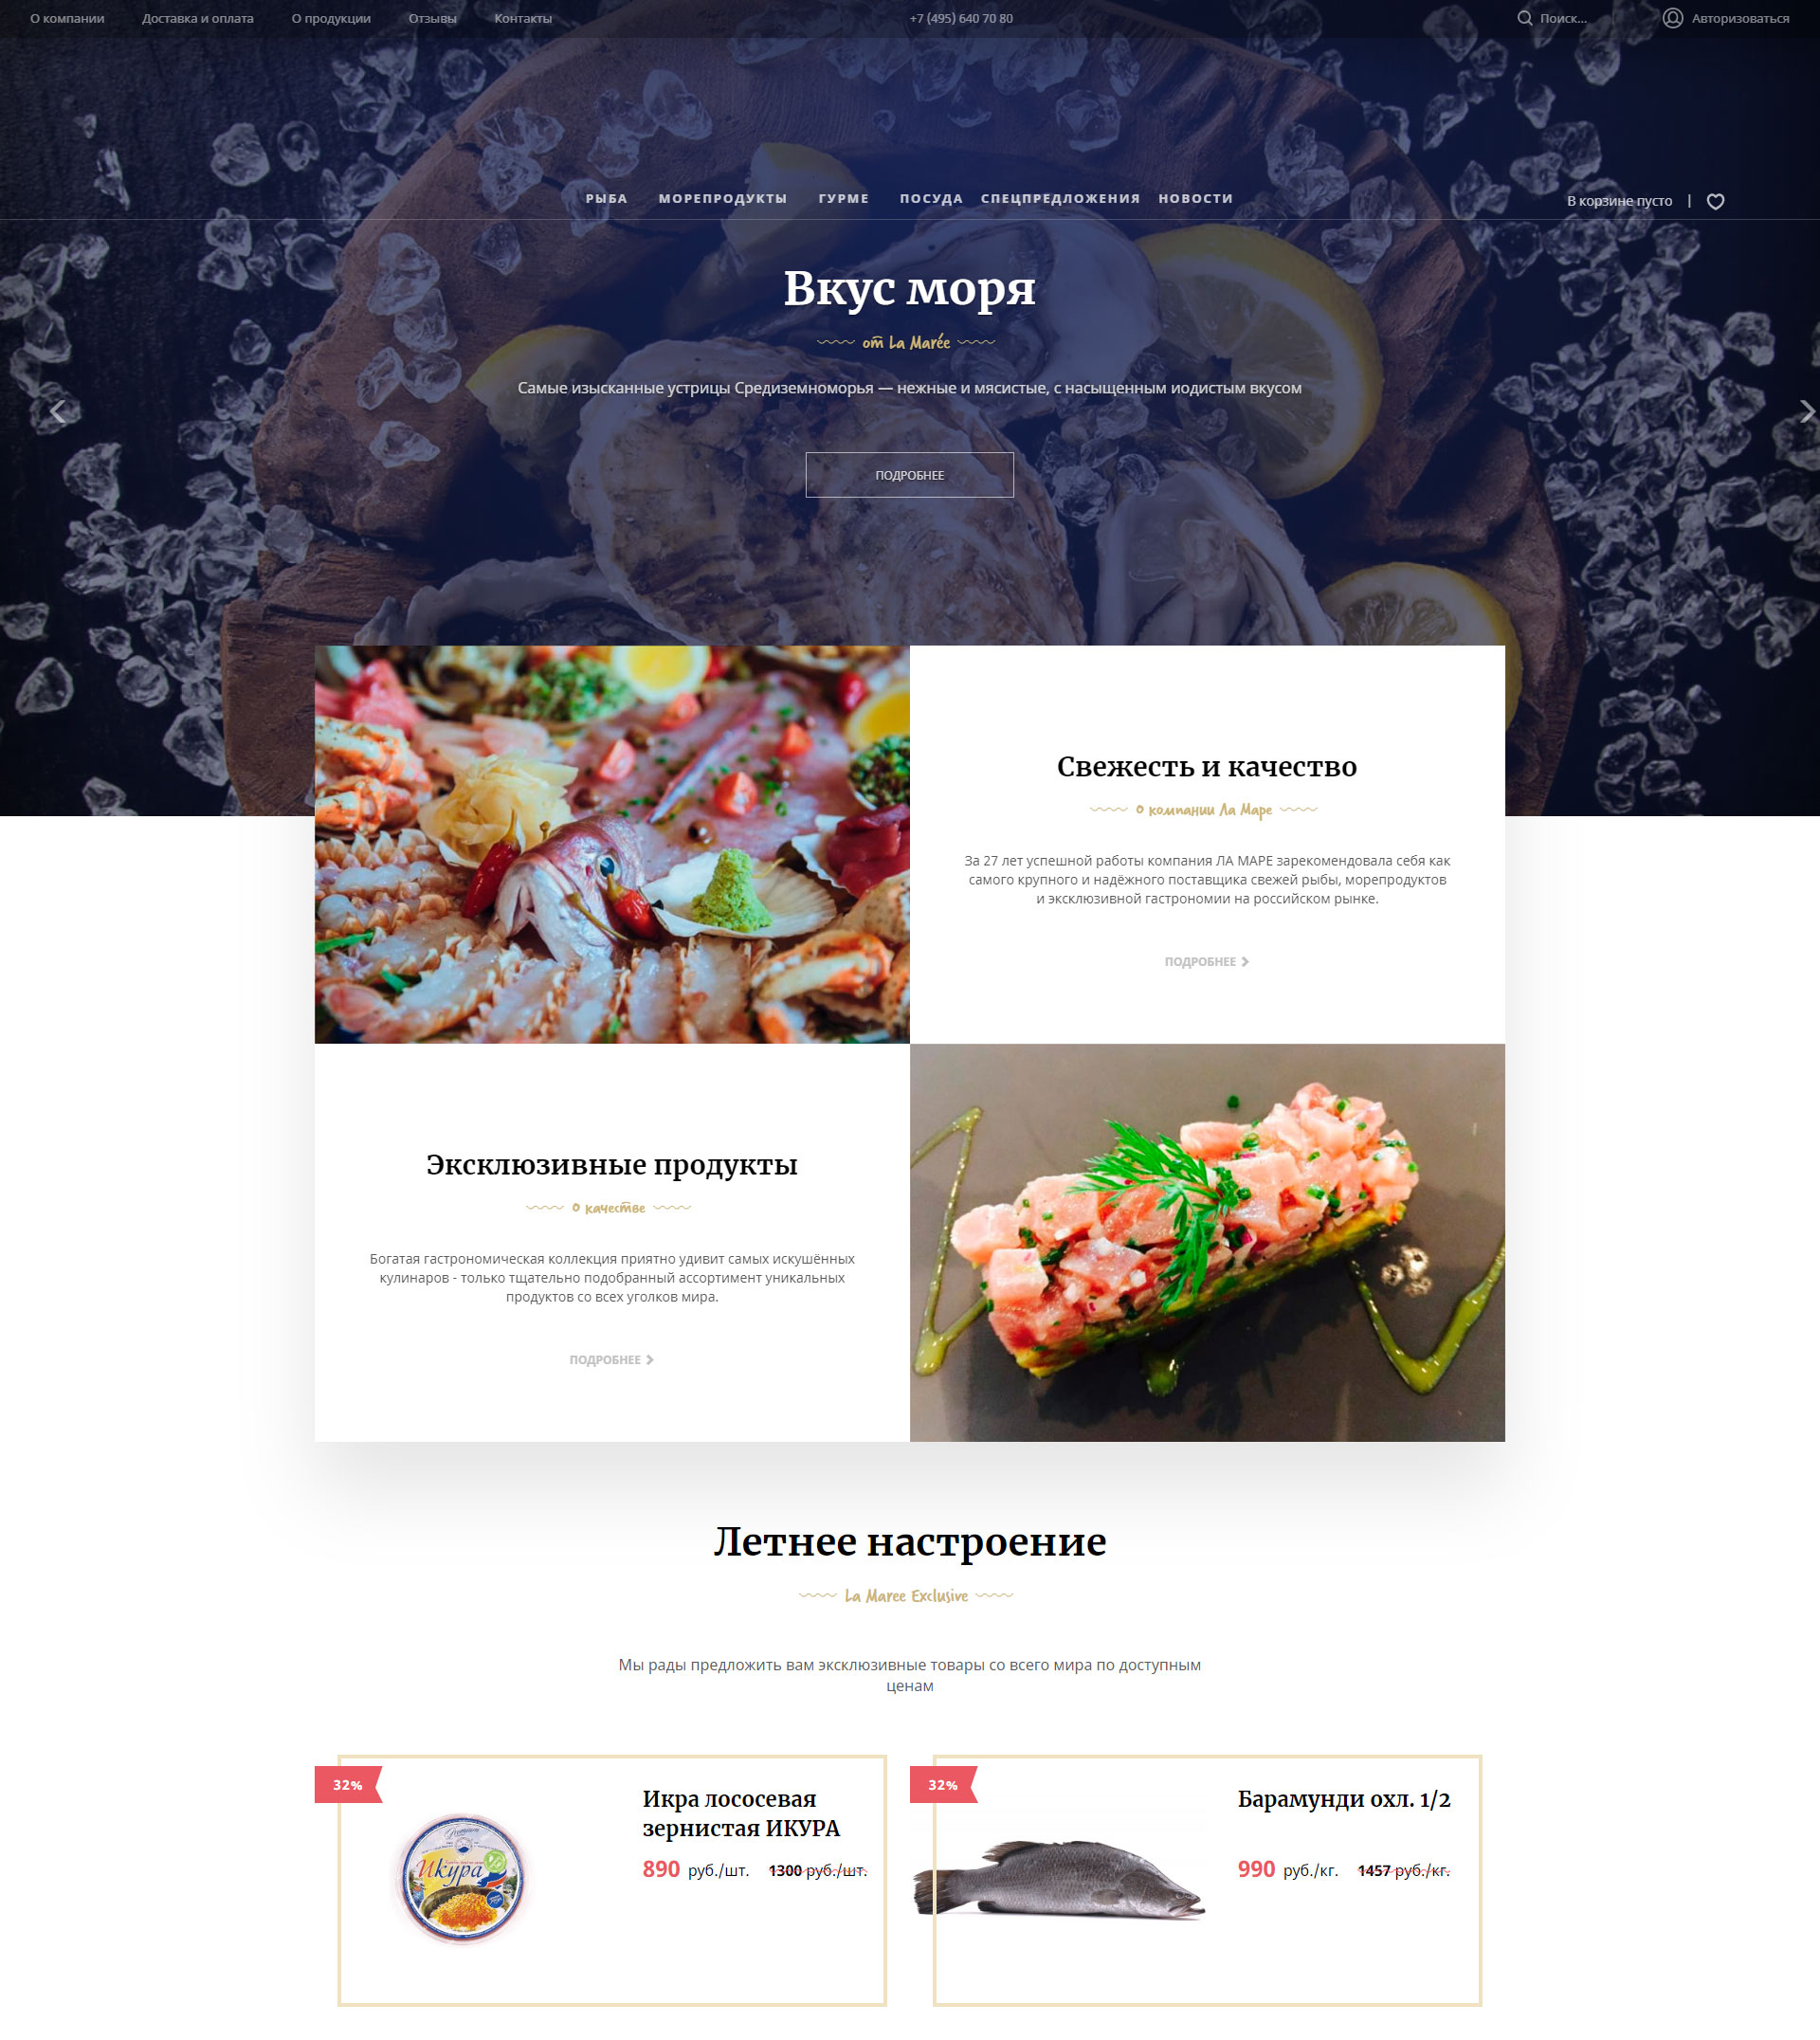 О компании
Доставка и оплата
О продукции
Отзывы
Контакты
+7 (495) 640 70 80
Поиск...
Авторизоваться
РЫБА
МОРЕПРОДУКТЫ
ГУРМЕ
ПОСУДА
СПЕЦПРЕДЛОЖЕНИЯ
НОВОСТИ
В корзине пусто
|
Вкус моря
от La Marée
Самые изысканные устрицы Средиземноморья — нежные и мясистые, с насыщенным иодистым вкусом
ПОДРОБНЕЕ
Свежесть и качество
О компании Ла Маре
За 27 лет успешной работы компания ЛА МАРЕ зарекомендовала себя как
самого крупного и надёжного поставщика свежей рыбы, морепродуктов
и эксклюзивной гастрономии на российском рынке.
ПОДРОБНЕЕ
Эксклюзивные продукты
О качестве
Богатая гастрономическая коллекция приятно удивит самых искушённых
кулинаров - только тщательно подобранный ассортимент уникальных
продуктов со всех уголков мира.
ПОДРОБНЕЕ
Летнее настроение
La Maree Exclusive
Мы рады предложить вам эксклюзивные товары со всего мира по доступным
ценам
32%
Икура
Икра лососевая
зернистая ИКУРА
890 руб./шт. 1300 руб./шт.
32%
Барамунди охл. 1/2
990 руб./кг. 1457 руб./кг.